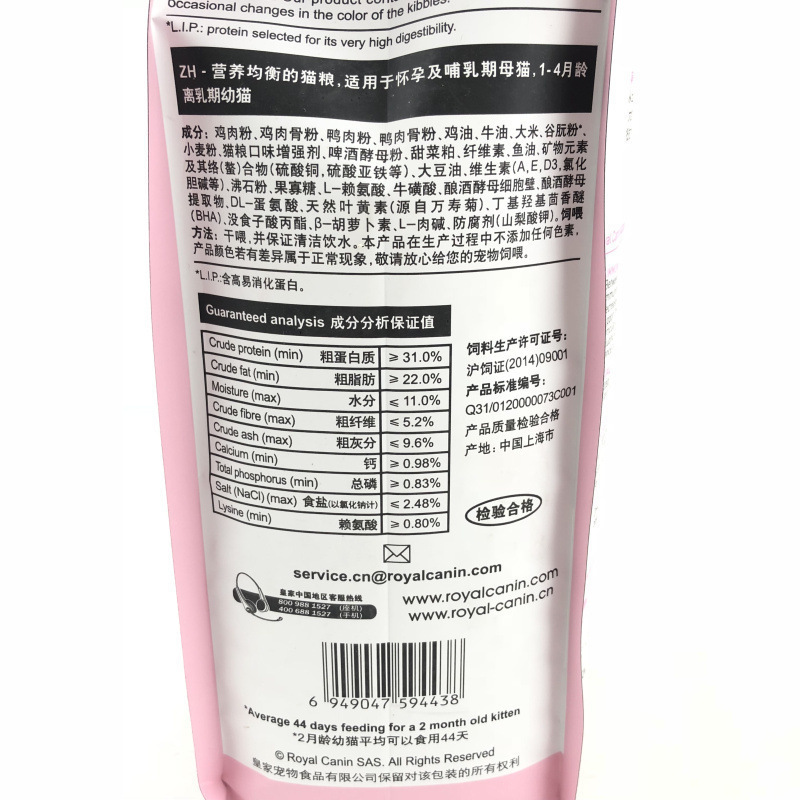 occasional changes in the color of the kibbles.
*L.I.P.: protein selected for its very high digestibility.
ZH - 营养均衡的猫粮,适用于怀孕及哺乳期母猫,1-4月龄
离乳期幼猫
成分: 鸡肉粉、鸡肉骨粉、鸭肉粉、鸭肉骨粉、鸡油、牛油、大米、谷朊粉*、
小麦粉、猫粮口味增强剂、啤酒酵母粉、甜菜粕、纤维素、鱼油、矿物元素
及其络(螯)合物(硫酸铜,硫酸亚铁等)、大豆油、维生素(A,E,D3,氯化
胆碱等)、沸石粉、果寡糖、L-赖氨酸、牛磺酸、酿酒酵母细胞壁、酿酒酵母
提取物、DL-蛋氨酸、天然叶黄素(源自万寿菊)、丁基羟基茴香醚
(BHA)、没食子酸丙酯、β-胡萝卜素、L-肉碱、防腐剂(山梨酸钾)。饲喂
方法: 干喂,并保证清洁饮水。本产品在生产过程中不添加任何色素,
产品颜色若有差异属于正常现象,敬请放心给您的宠物饲喂。
*L.I.P.:含高易消化蛋白。
Guaranteed analysis 成分分析保证值
Crude protein (min) 粗蛋白质 ≥ 31.0%
Crude fat (min) 粗脂肪 ≥ 22.0%
Moisture (max) 水分 ≤ 11.0%
Crude fibre (max) 粗纤维 ≤ 5.2%
Crude ash (max) 粗灰分 ≤ 9.6%
Calcium (min) 钙 ≥ 0.98%
Total phosphorus (min) 总磷 ≥ 0.83%
Salt (NaCl) (max) 食盐(以氯化钠计) ≤ 2.48%
Lysine (min) 赖氨酸 ≥ 0.80%
饲料生产许可证号:
沪饲证(2014)09001
产品标准编号:
Q31/0120000073C001
产品质量检验合格
产地: 中国上海市
检验合格
service.cn@royalcanin.com
皇家中国地区客服热线
800 988 1527 (座机)
400 688 1527 (手机)
www.royalcanin.com
www.royal-canin.cn
6 949047 594438
*Average 44 days feeding for a 2 month old kitten
*2月龄幼猫平均可以食用44天
© Royal Canin SAS. All Rights Reserved
皇家宠物食品有限公司保留对该包装的所有权利